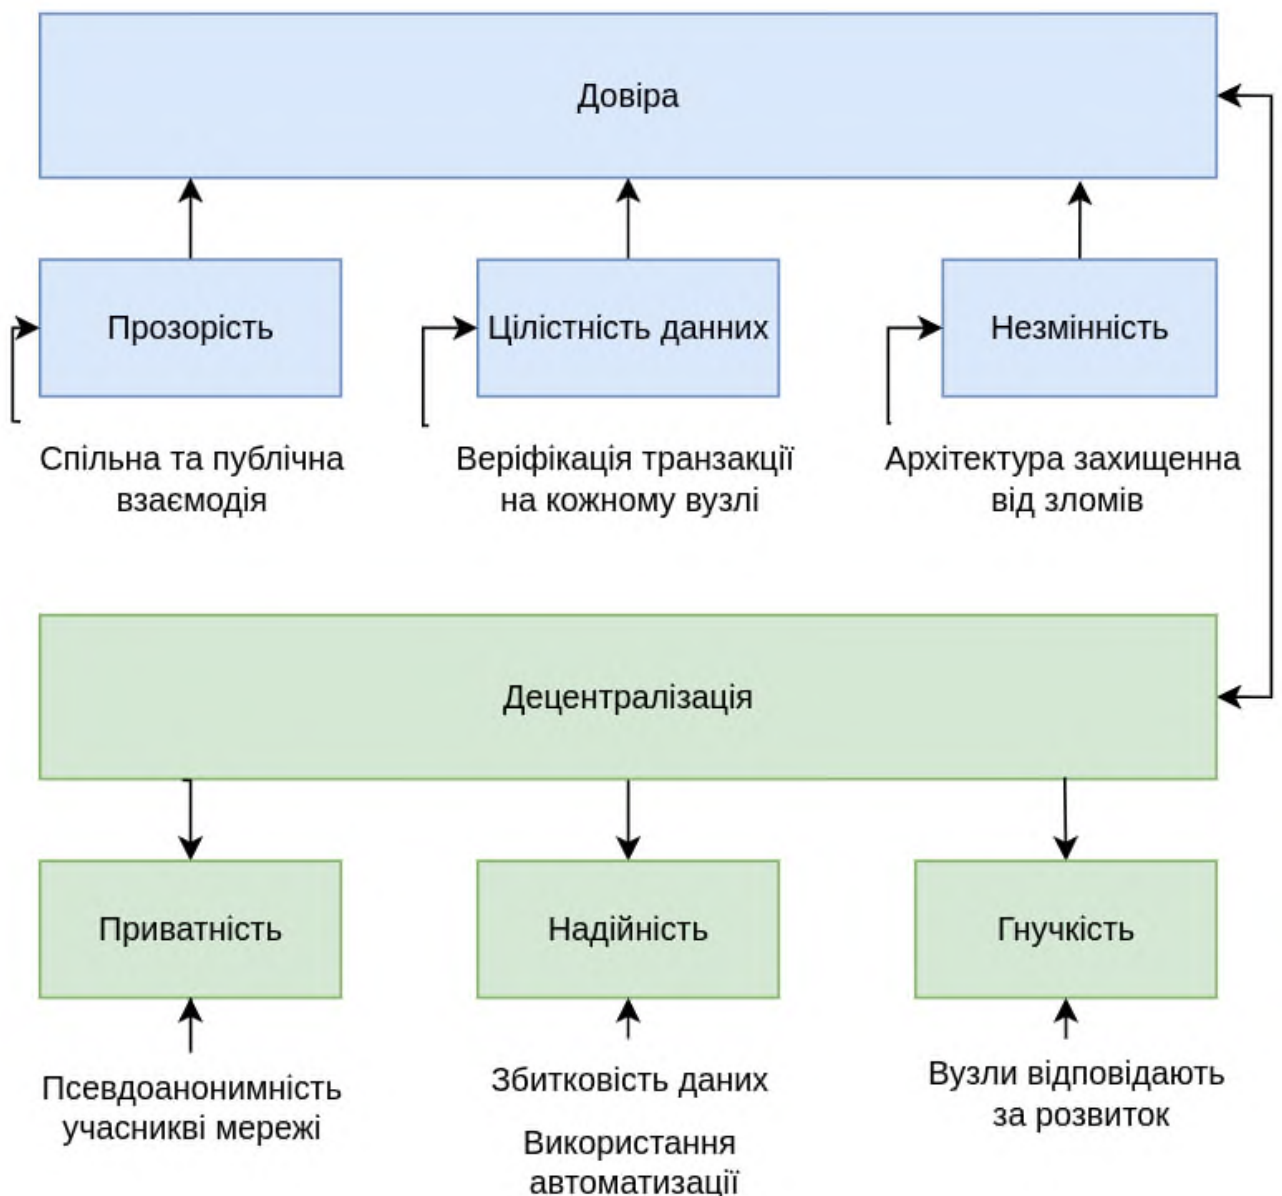 Довіра
Прозорість
Цілістність данних
Незмінність
Спільна та публічна
взаємодія
Веріфікація транзакції
на кожному вузлі
Архітектура захищенна
від зломів
Децентралізація
Приватність
Надійність
Гнучкість
Псевдоанонимність
учасникві мережі
Збитковість даних
Використання
автоматизації
Вузли відповідають
за розвиток